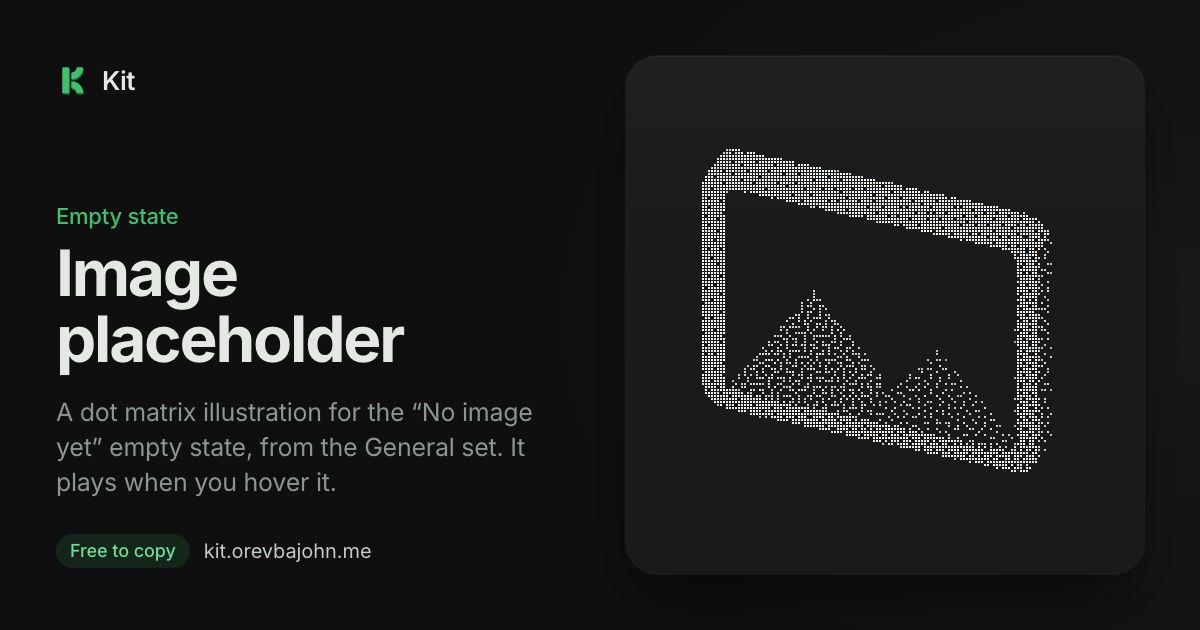 Kit
Empty state
Image
placeholder
A dot matrix illustration for the “No image
yet” empty state, from the General set. It
plays when you hover it.
Free to copy
kit.orevbajohn.me